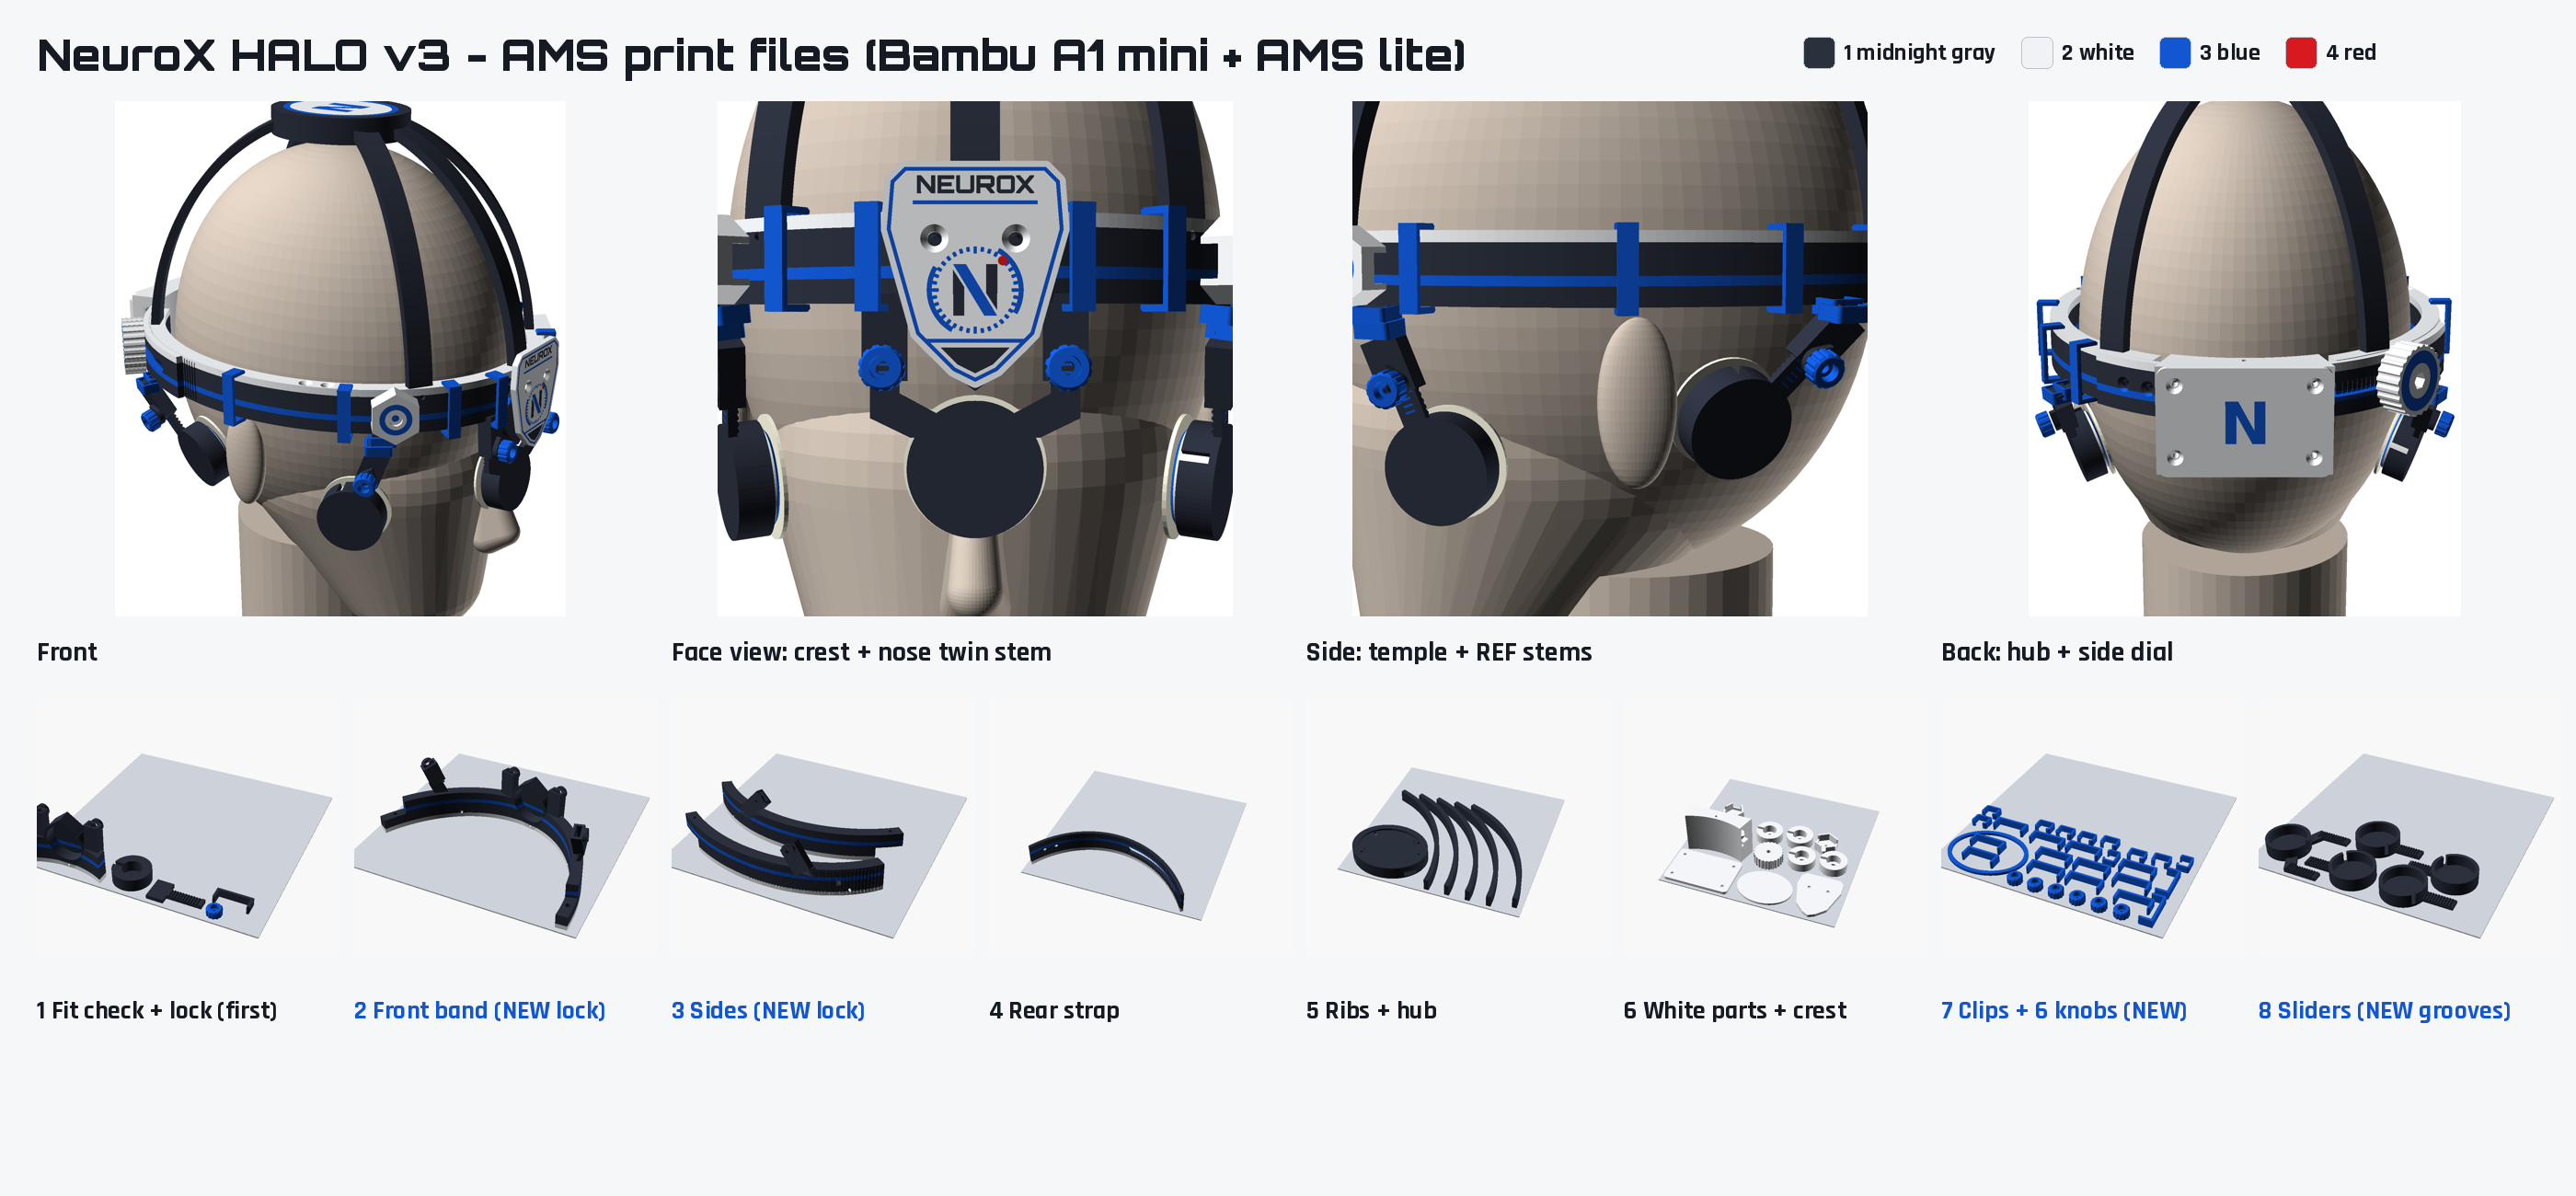 NeuroX HALO v3 - AMS print files (Bambu A1 mini + AMS lite)
1 midnight gray
2 white
3 blue
4 red
N
NEUROX
N
NEUROX
N
N
Front
Face view: crest + nose twin stem
Side: temple + REF stems
Back: hub + side dial
1 Fit check + lock (first)
2 Front band (NEW lock)
3 Sides (NEW lock)
4 Rear strap
5 Ribs + hub
6 White parts + crest
7 Clips + 6 knobs (NEW)
8 Sliders (NEW grooves)